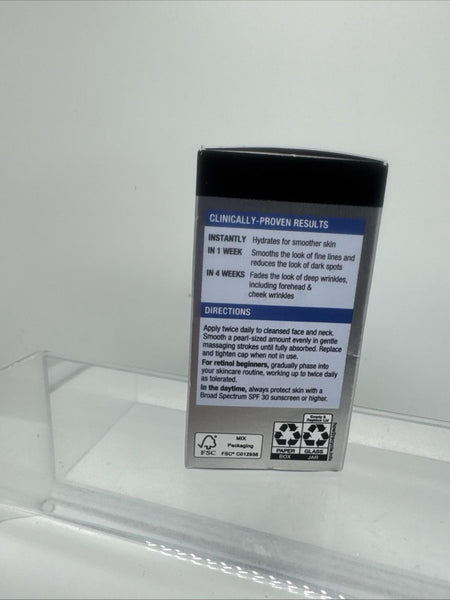 CLINICALLY-PROVEN RESULTS
INSTANTLY Hydrates for smoother skin
IN 1 WEEK Smooths the look of fine lines and
reduces the look of dark spots
IN 4 WEEKS Fades the look of deep wrinkles,
including forehead &
cheek wrinkles
DIRECTIONS
Apply twice daily to cleansed face and neck.
Smooth a pearl-sized amount evenly in gentle
massaging strokes until fully absorbed. Replace
and tighten cap when not in use.
For retinol beginners, gradually phase into
your skincare routine, working up to twice daily
as tolerated.
In the daytime, always protect skin with a
Broad Spectrum SPF 30 sunscreen or higher.
FSC
MIX
Packaging
FSC® C012958
Empty &
Replace Lid
PAPER GLASS
BOX JAR